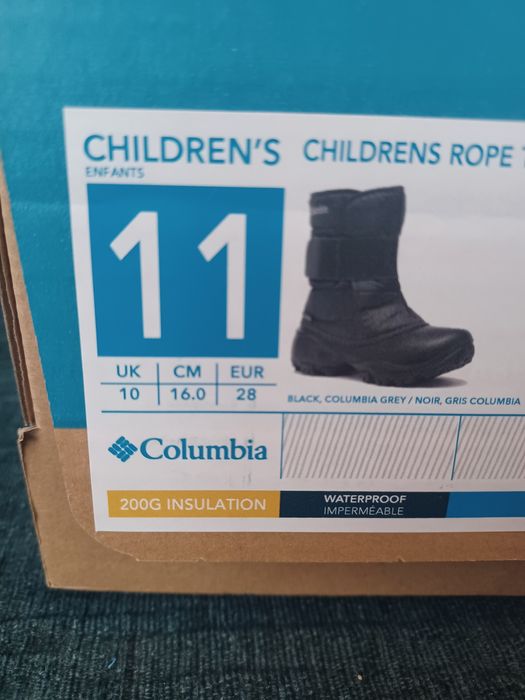 CHILDREN'S
ENFANTS
CHILDRENS ROPE
11
UK CM EUR
10 16.0 28
BLACK, COLUMBIA GREY / NOIR, GRIS COLUMBIA
Columbia
200G INSULATION
WATERPROOF
IMPERMÉABLE